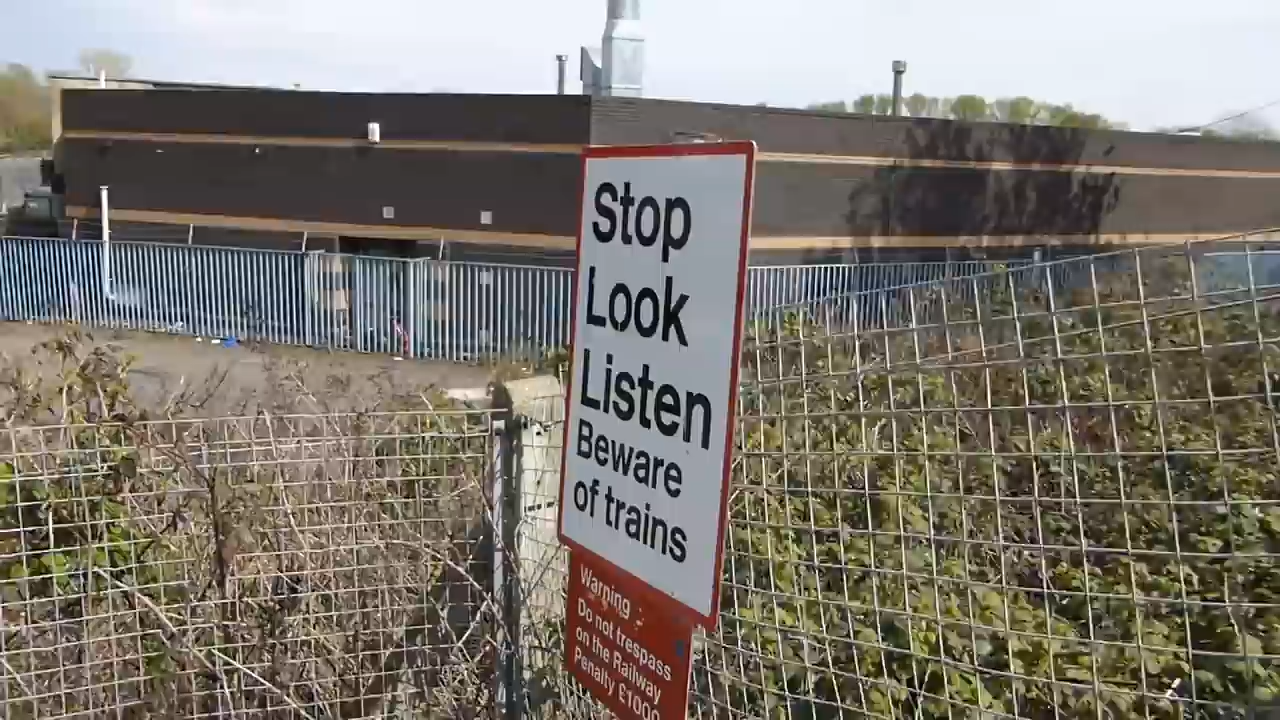 Stop
Look
Listen
Beware
of trains
Warning
Do not trespass
on the Railway
Penalty £1000